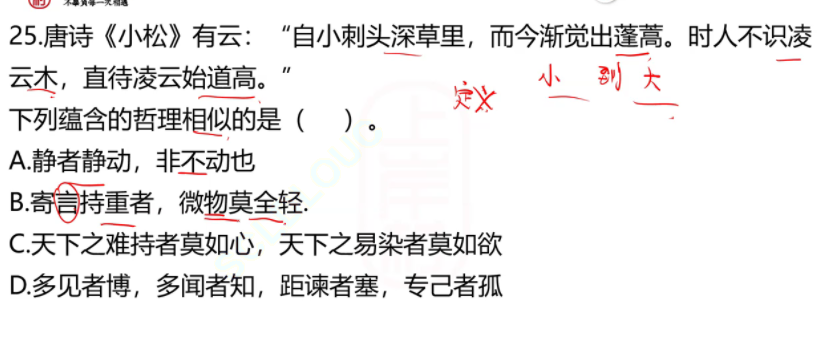 25.唐诗《小松》有云：“自小刺头深草里，而今渐觉出蓬蒿。时人不识凌
云木，直待凌云始道高。”
定义 小 到 大
下列蕴含的哲理相似的是（ ）。
A.静者静动，非不动也
B.寄言持重者，微物莫全轻.
C.天下之难持者莫如心，天下之易染者莫如欲
D.多见者博，多闻者知，距谏者塞，专己者孤